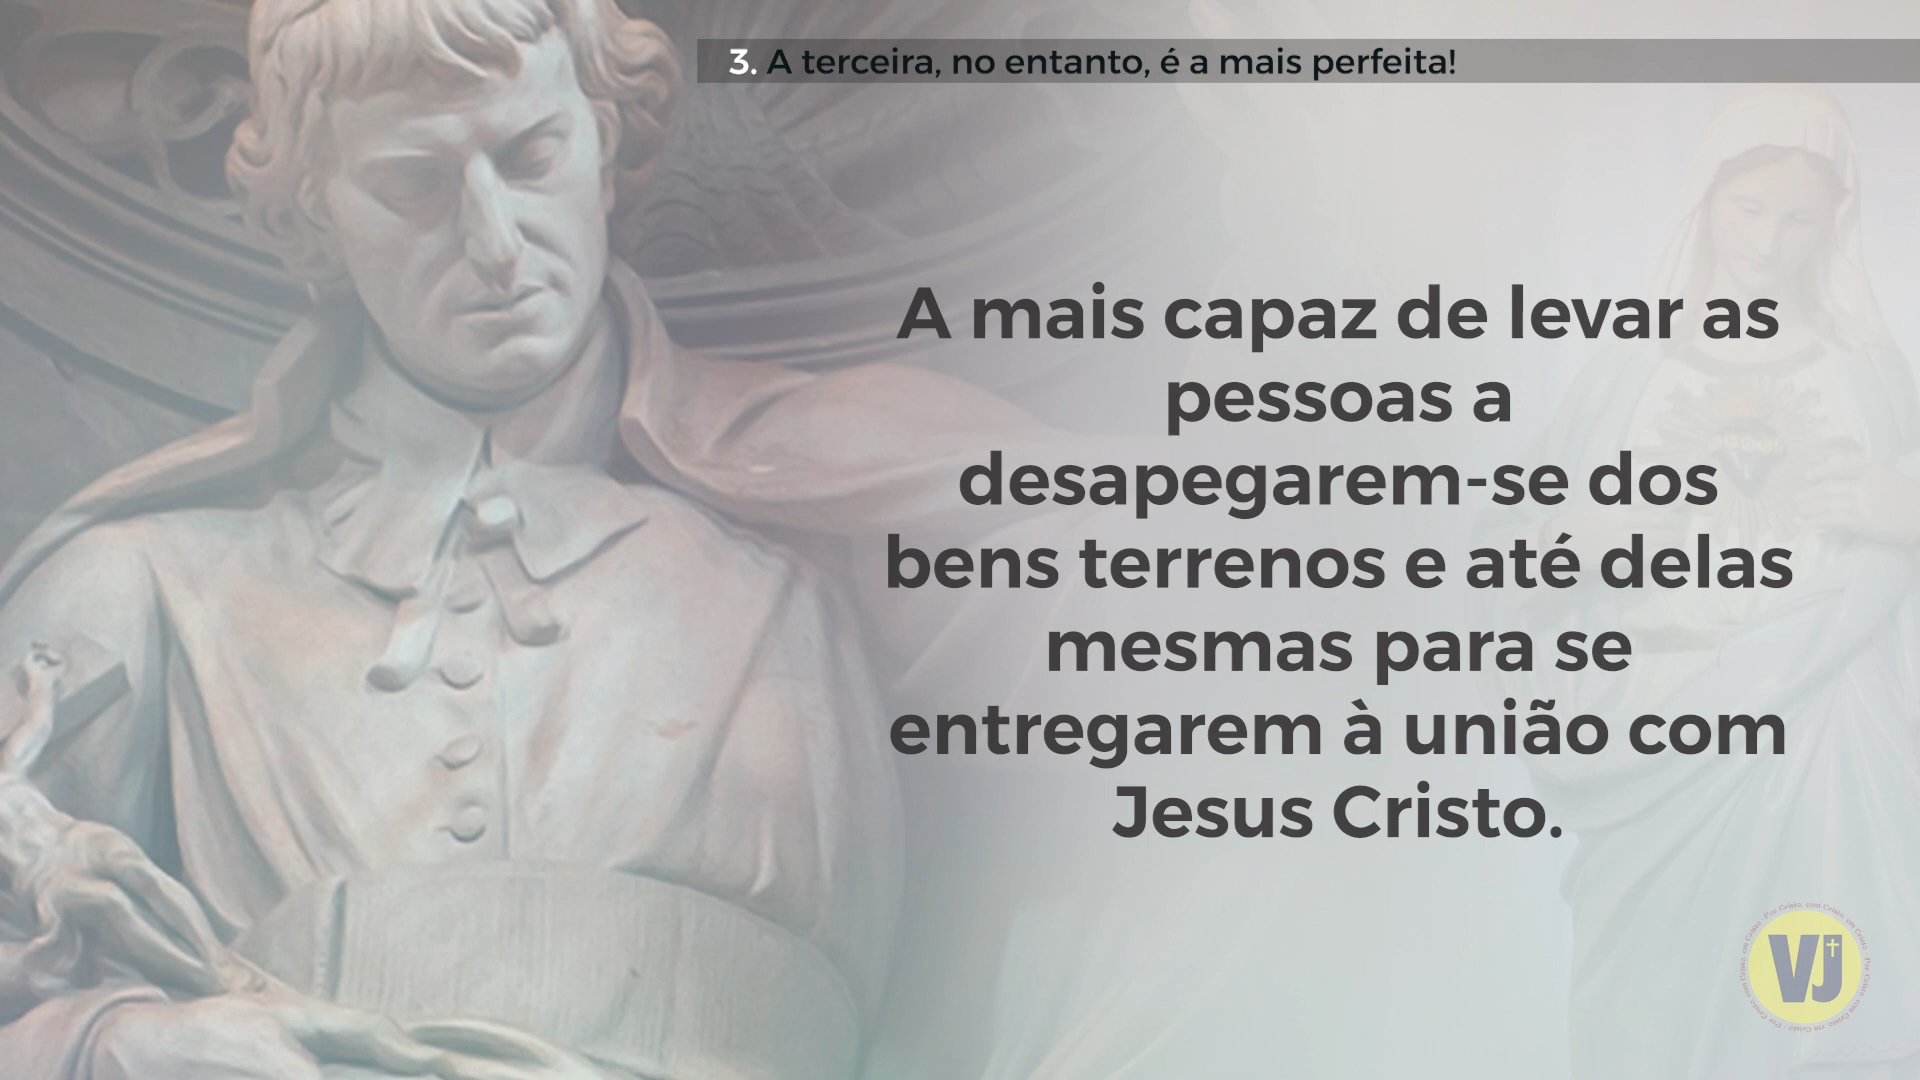 3. A terceira, no entanto, é a mais perfeita!
A mais capaz de levar as
pessoas a
desapegarem-se dos
bens terrenos e até delas
mesmas para se
entregarem à união com
Jesus Cristo.
VJ